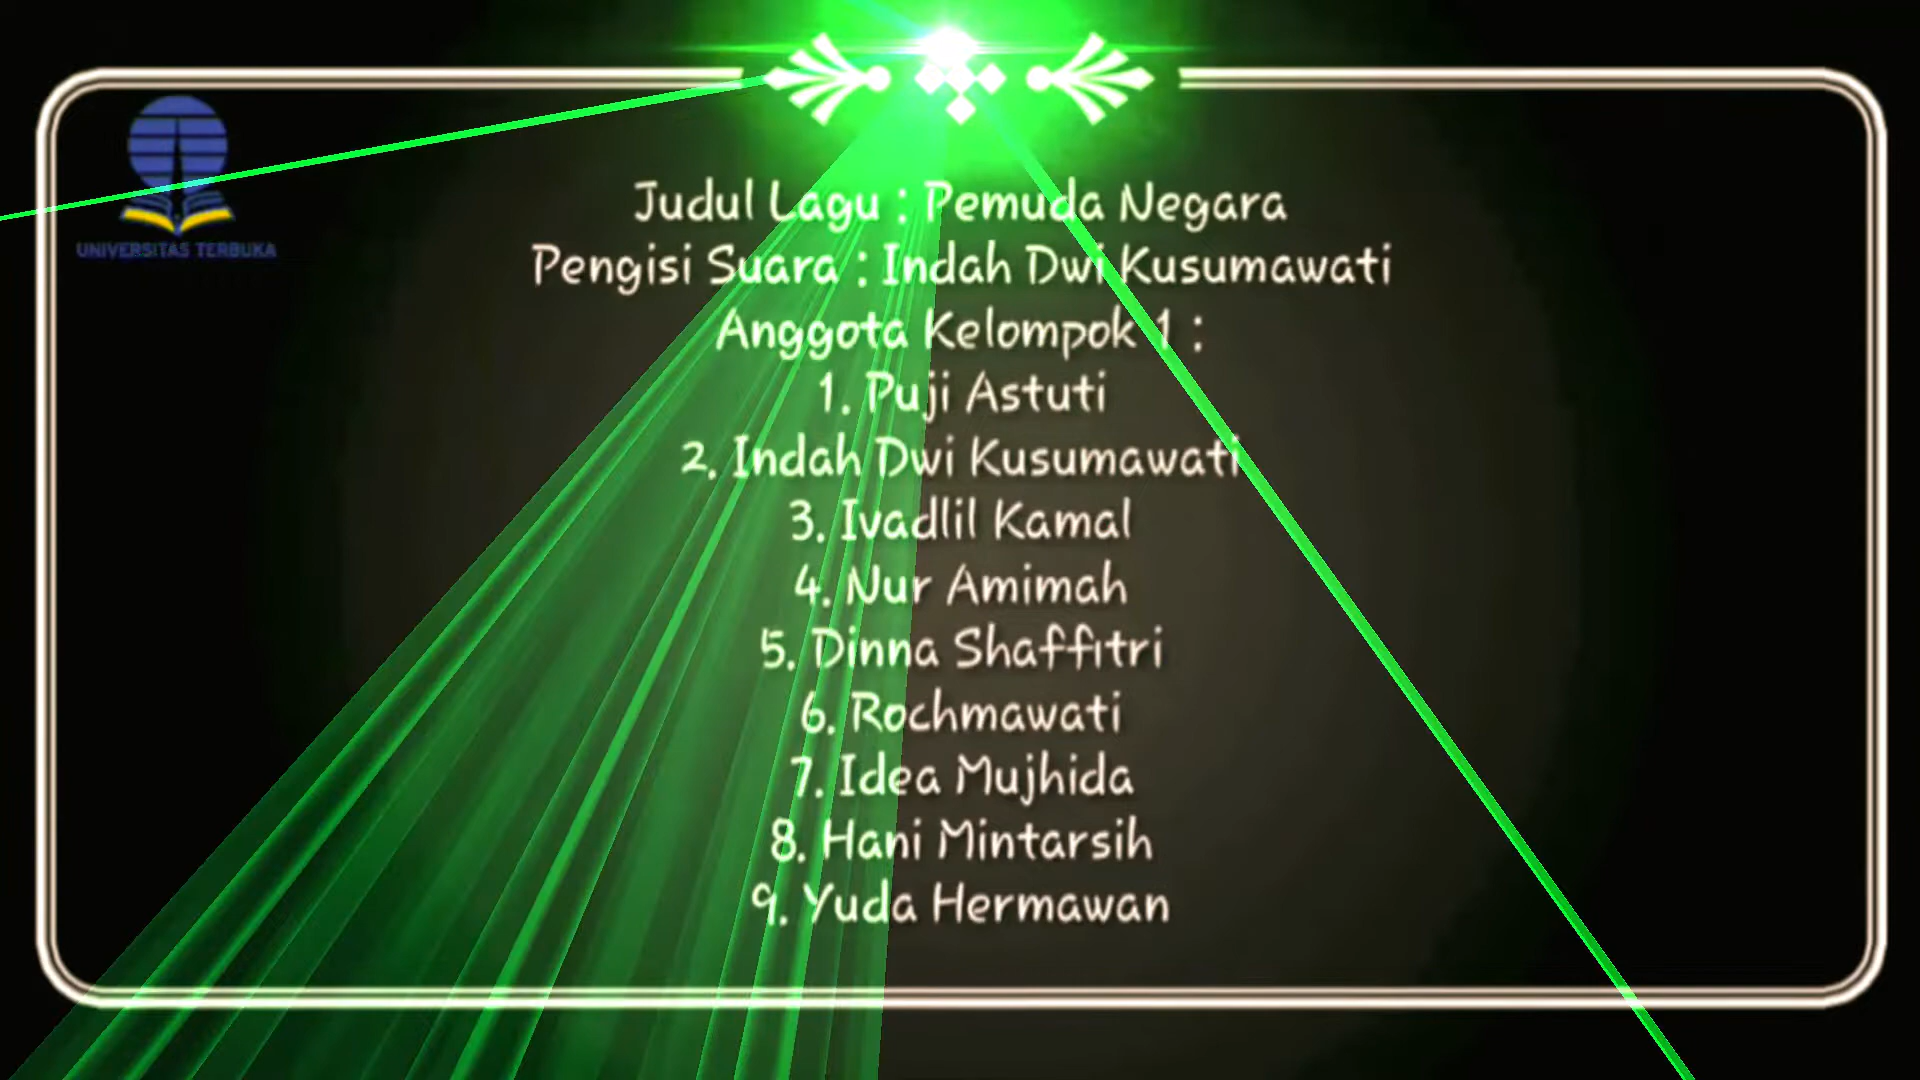 UNIVERSITAS TERBUKA
Judul Lagu : Pemuda Negara
Pengisi Suara : Indah Dwi Kusumawati
Anggota Kelompok 1 :
1. Puji Astuti
2. Indah Dwi Kusumawati
3. Ivadlil Kamal
4. Nur Amimah
5. Dinna Shaffitri
6. Rochmawati
7. Idea Mujhida
8. Hani Mintarsih
9. Yuda Hermawan